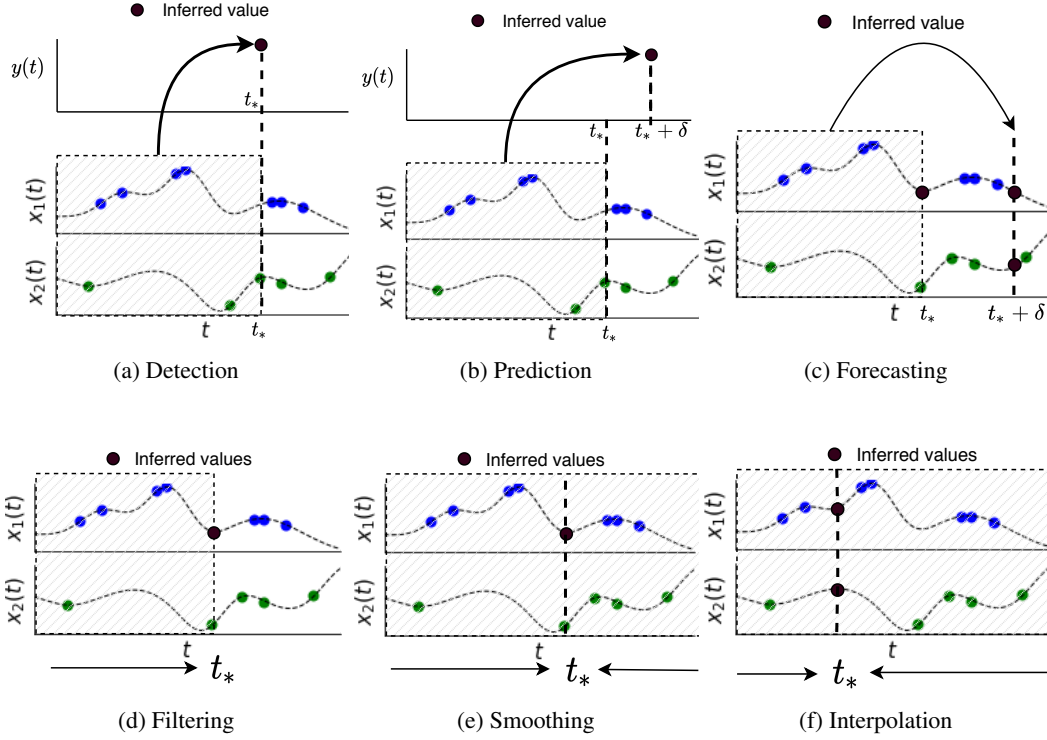 Inferred value
y(t)
t*
x₁(t)
x₂(t)
t
t*
(a) Detection
Inferred value
y(t)
t*
t* + δ
x₁(t)
x₂(t)
t
t*
(b) Prediction
Inferred value
x₁(t)
x₂(t)
t
t*
t* + δ
(c) Forecasting
Inferred values
x₁(t)
x₂(t)
t
t*
(d) Filtering
Inferred values
x₁(t)
x₂(t)
t
t*
(e) Smoothing
Inferred values
x₁(t)
x₂(t)
t
t*
(f) Interpolation